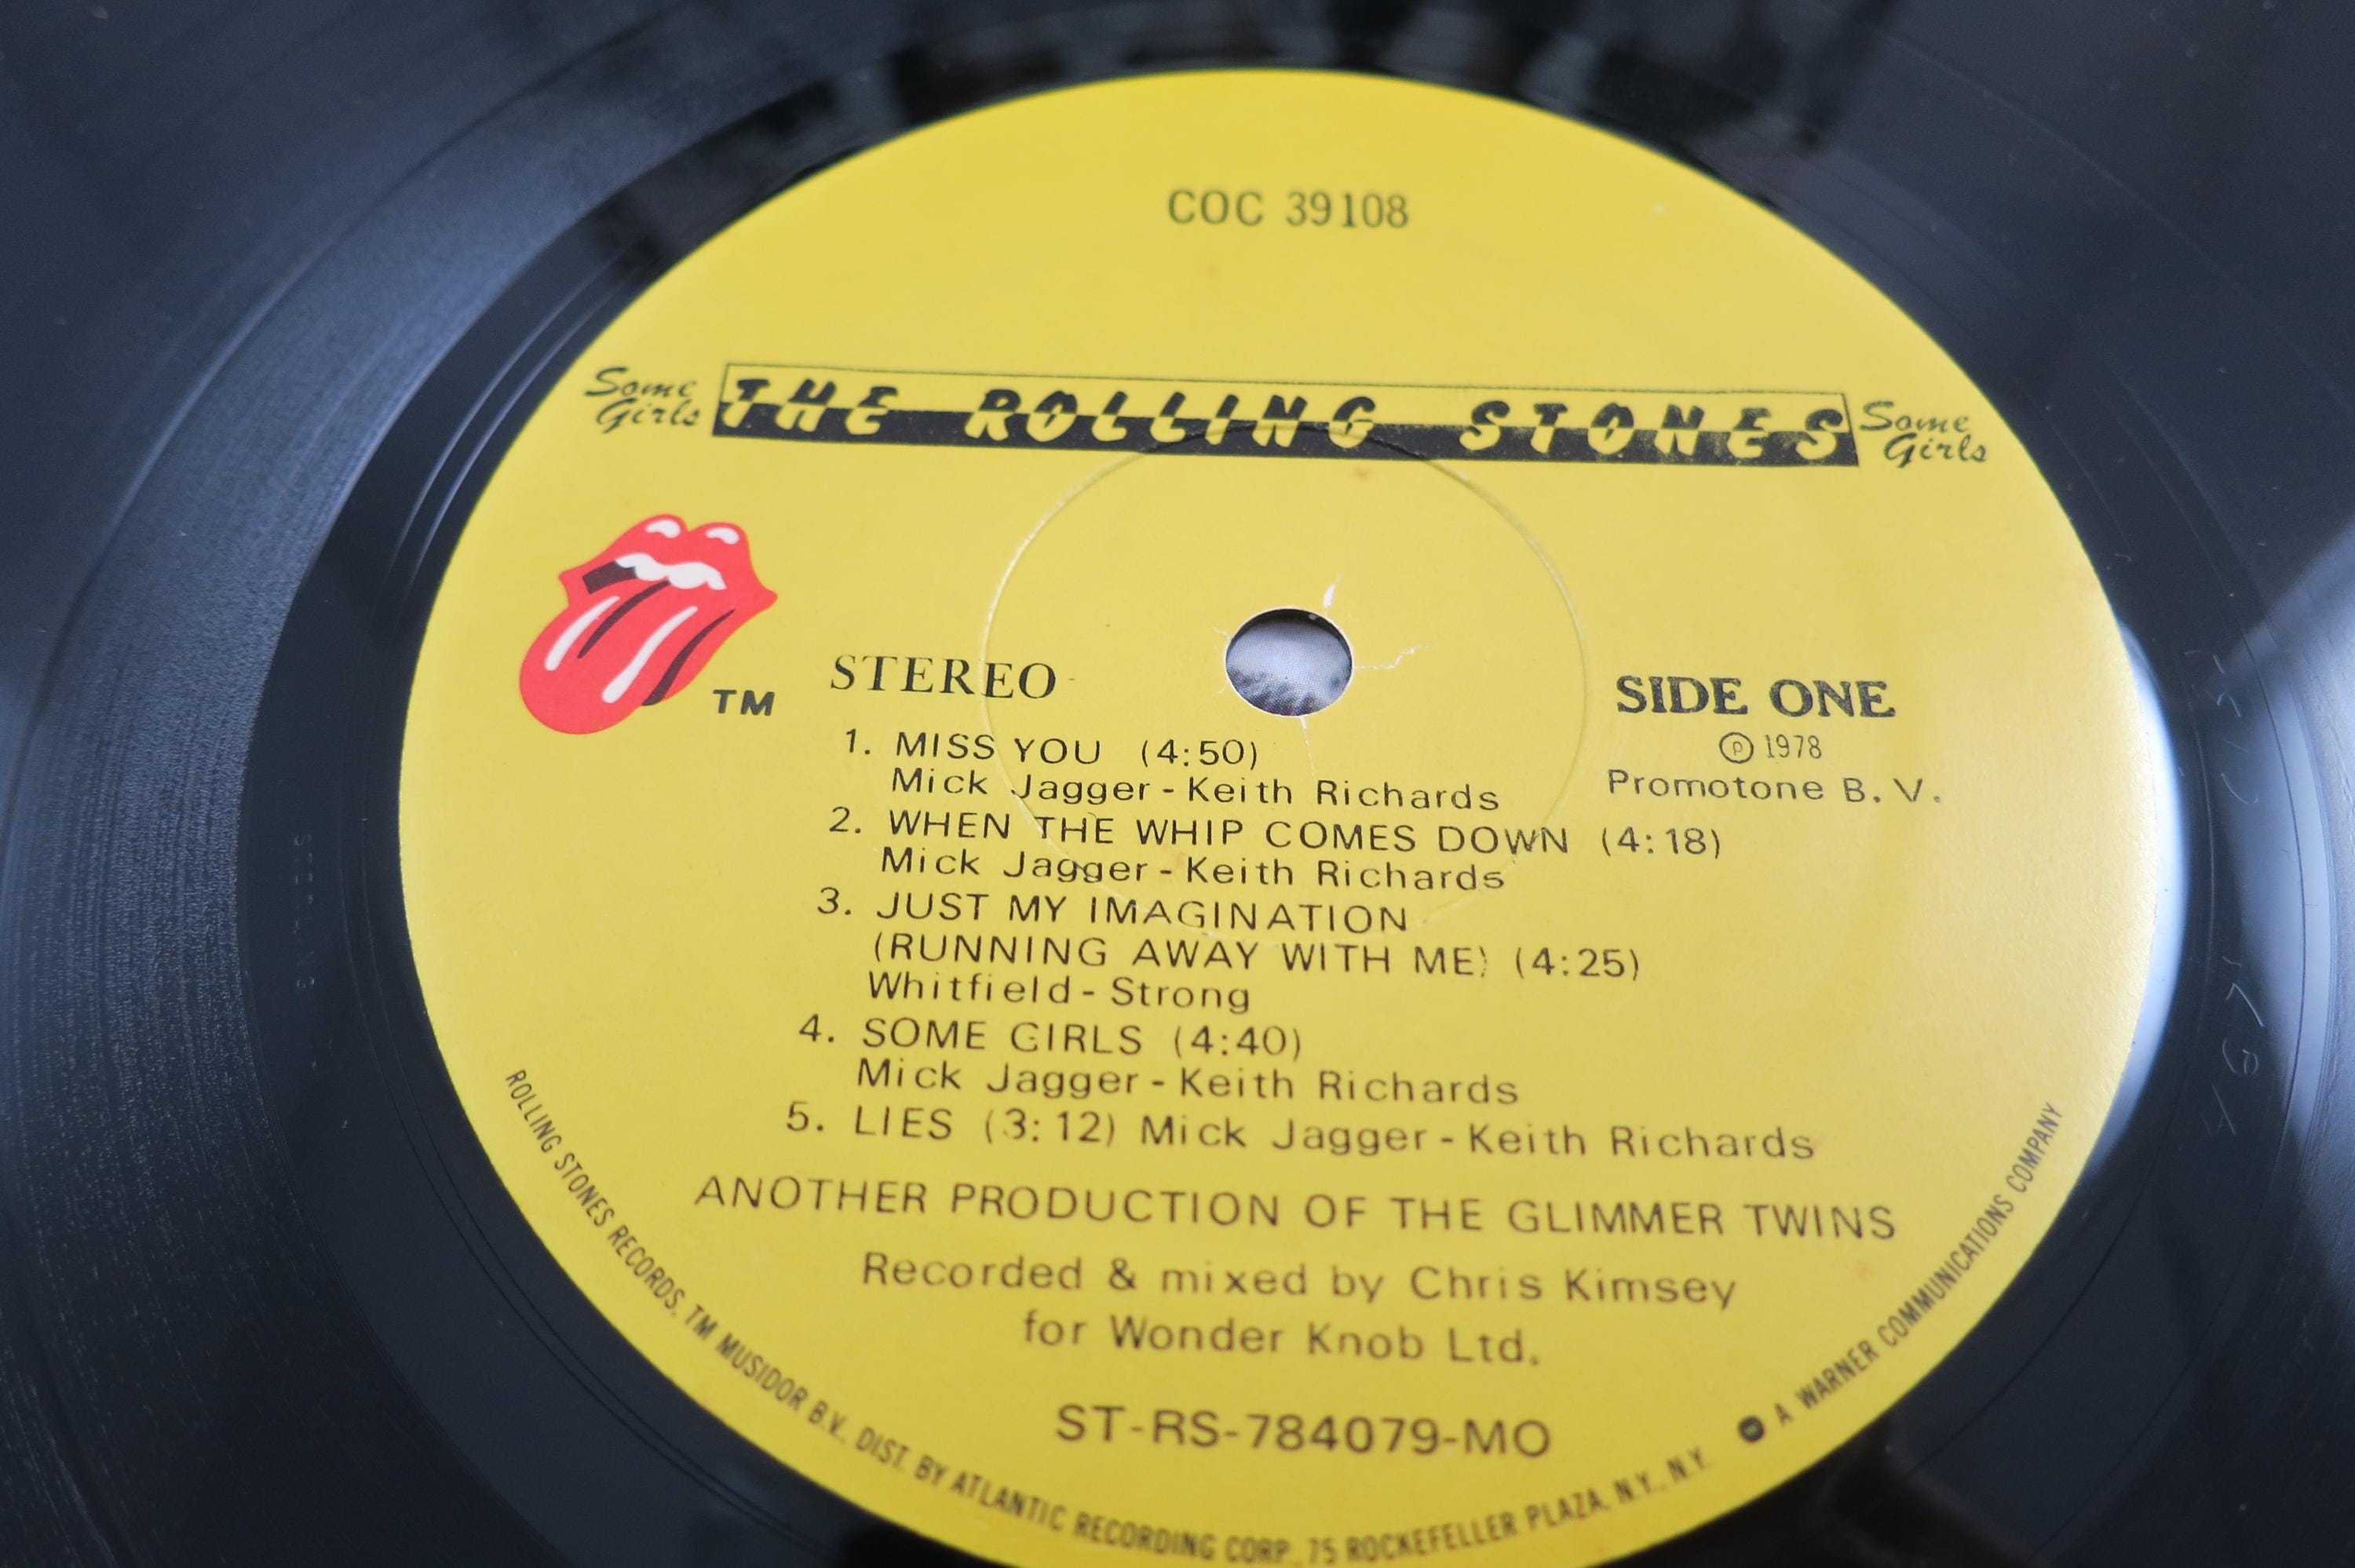 COC 39108
Some Girls THE ROLLING STONES Some Girls
TM
STEREO
SIDE ONE
℗ 1978
Promotone B. V.
1. MISS YOU (4:50)
Mick Jagger - Keith Richards
2. WHEN THE WHIP COMES DOWN (4:18)
Mick Jagger - Keith Richards
3. JUST MY IMAGINATION
(RUNNING AWAY WITH ME) (4:25)
Whitfield - Strong
4. SOME GIRLS (4:40)
Mick Jagger - Keith Richards
5. LIES (3:12) Mick Jagger - Keith Richards
ANOTHER PRODUCTION OF THE GLIMMER TWINS
Recorded & mixed by Chris Kimsey
for Wonder Knob Ltd.
ST-RS-784079-MO
ROLLING STONES RECORDS, TM MUSIDOR B.V. DIST. BY ATLANTIC RECORDING CORP., 75 ROCKEFELLER PLAZA, N.Y., N.Y. A WARNER COMMUNICATIONS COMPANY